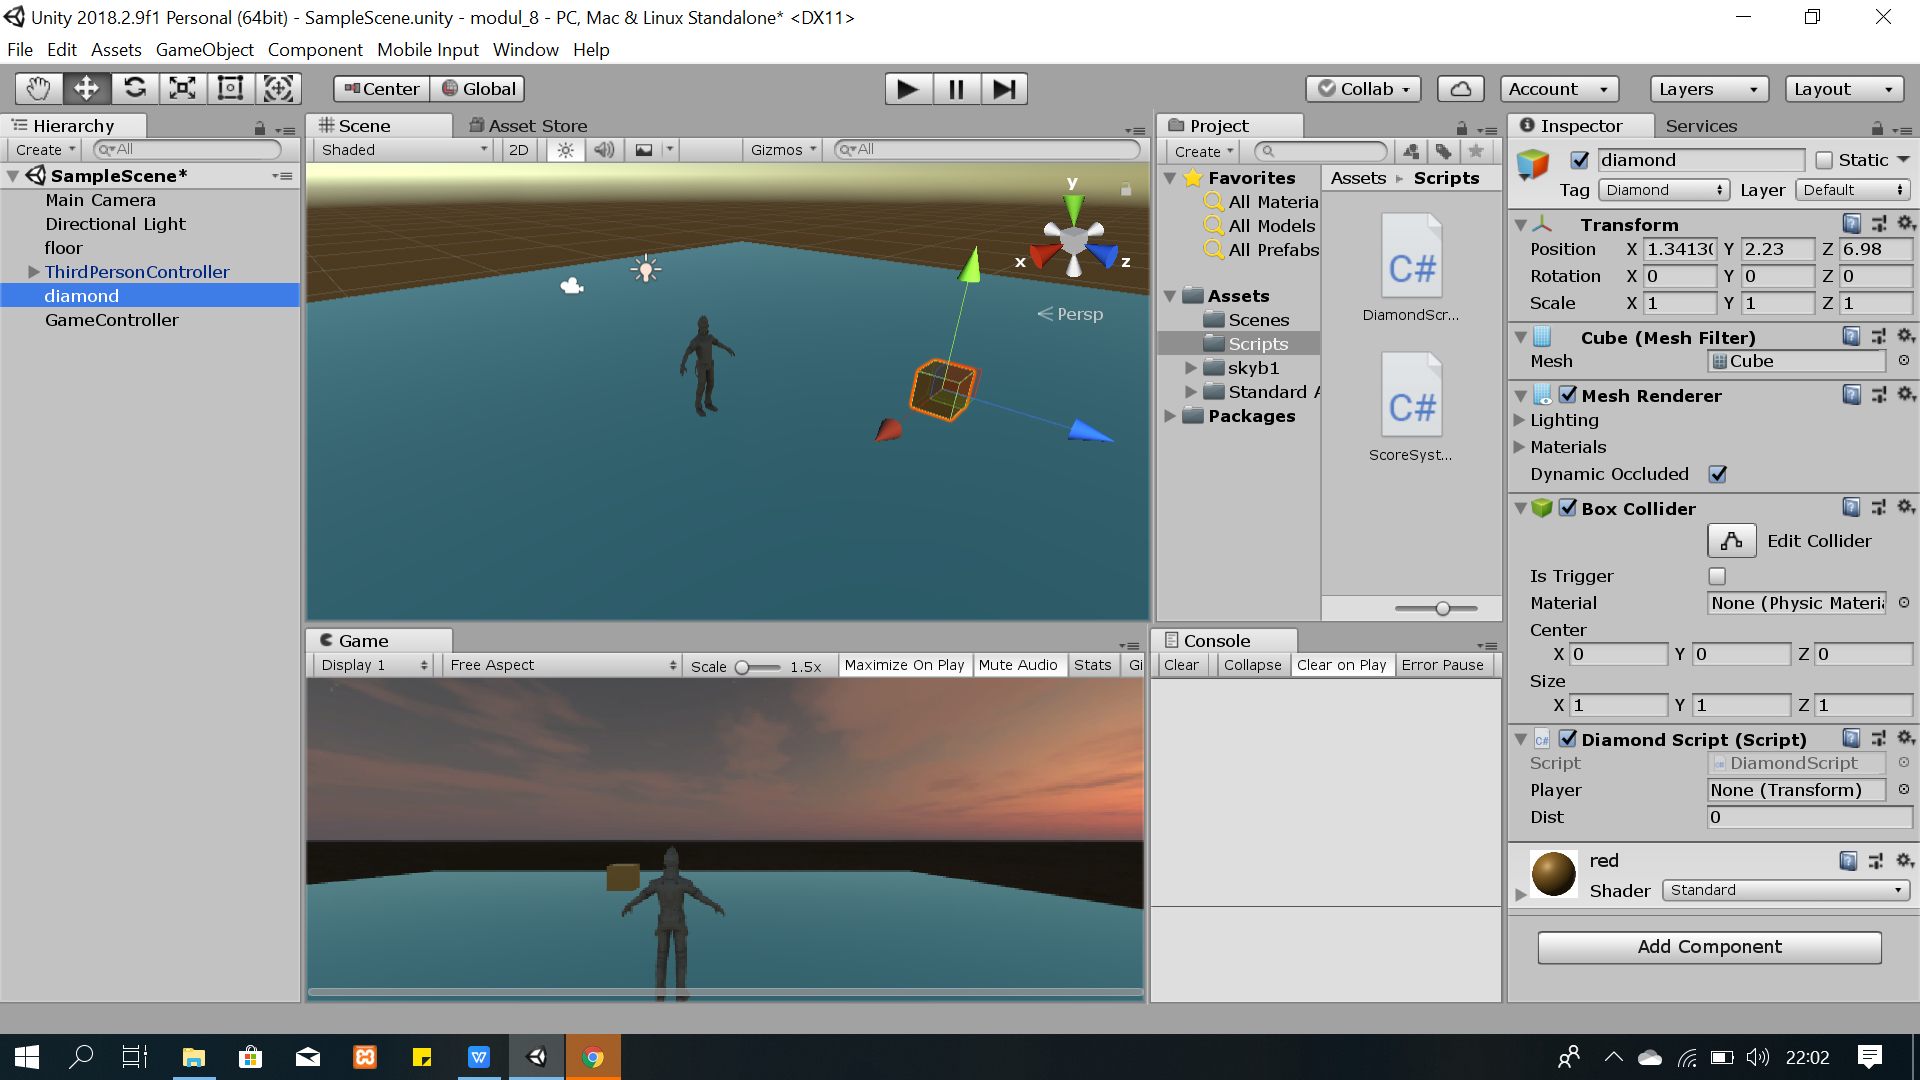 Unity 2018.2.9f1 Personal (64bit) - SampleScene.unity - modul_8 - PC, Mac & Linux Standalone* <DX11>
File Edit Assets GameObject Component Mobile Input Window Help
Center Global Collab Account Layers Layout
Hierarchy
Create All
SampleScene*
Main Camera
Directional Light
floor
ThirdPersonController
diamond
GameController
Scene Asset Store
Shaded 2D Gizmos All
y
x
z
Persp
Game
Display 1 Free Aspect Scale 1.5x Maximize On Play Mute Audio Stats Gi
Project
Create
Favorites
All Materia
All Models
All Prefabs
Assets
Scenes
Scripts
skyb1
Standard A
Packages
Assets Scripts
C#
DiamondScr...
C#
ScoreSyst...
Console
Clear Collapse Clear on Play Error Pause
Inspector Services
diamond Static
Tag Diamond Layer Default
Transform
Position X 1.3413( Y 2.23 Z 6.98
Rotation X 0 Y 0 Z 0
Scale X 1 Y 1 Z 1
Cube (Mesh Filter)
Mesh Cube
Mesh Renderer
Lighting
Materials
Dynamic Occluded
Box Collider
Edit Collider
Is Trigger
Material None (Physic Materi
Center
X 0 Y 0 Z 0
Size
X 1 Y 1 Z 1
C# Diamond Script (Script)
Script DiamondScript
Player None (Transform)
Dist 0
red
Shader Standard
Add Component
22:02